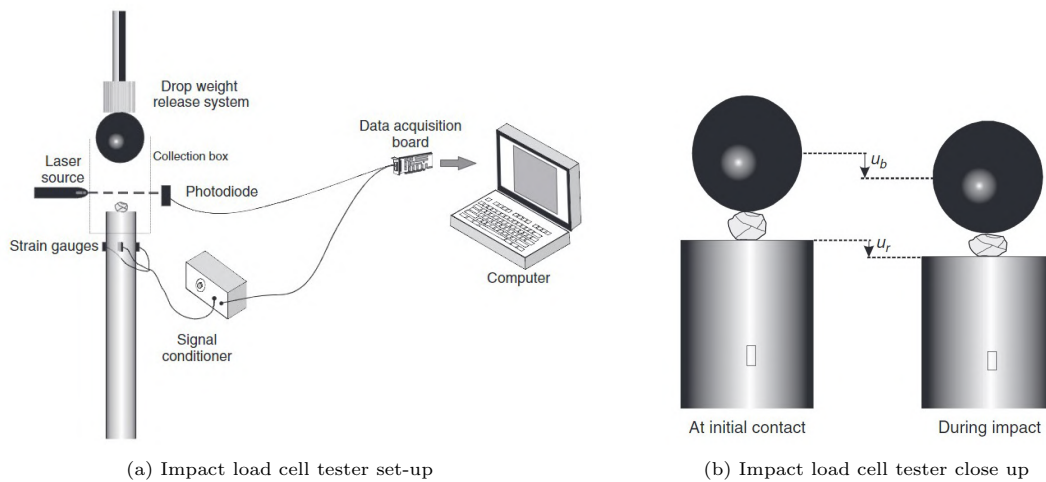 Drop weight
release system
Collection box
Laser
source
Photodiode
Data acquisition
board
Strain gauges
Computer
Signal
conditioner
(a) Impact load cell tester set-up
u_b
u_r
At initial contact
During impact
(b) Impact load cell tester close up